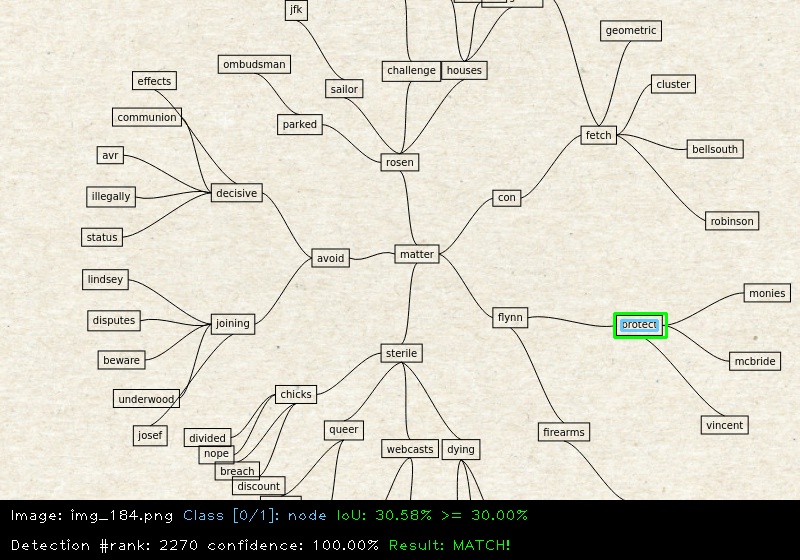 jfk
geometric
ombudsman
challenge
houses
effects
cluster
sailor
communion
parked
fetch
bellsouth
avr
rosen
decisive
illegally
con
robinson
status
avoid
matter
lindsey
monies
disputes
joining
flynn
protect
beware
sterile
mcbride
chicks
underwood
vincent
josef
divided
queer
firearms
nope
webcasts
dying
breach
discount
Image: img_184.png Class [0/1]: node IoU: 30.58% >= 30.00%
Detection #rank: 2270 confidence: 100.00% Result: MATCH!